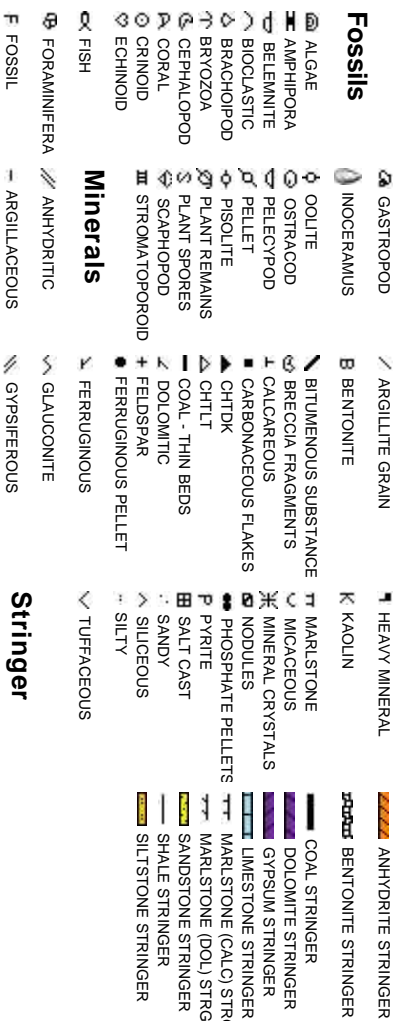 Fossils
ALGAE
AMPHIPORA
BELEMNITE
BIOCLASTIC
BRACHOIPOD
BRYOZOA
CEPHALOPOD
CORAL
CRINOID
ECHINOID
FISH
FORAMINIFERA
F FOSSIL
GASTROPOD
INOCERAMUS
OOLITE
OSTRACOD
PELECYPOD
PELLET
PISOLITE
PLANT REMAINS
PLANT SPORES
SCAPHOPOD
STROMATOPOROID
Minerals
ANHYDRITIC
ARGILLACEOUS
ARGILLITE GRAIN
B BENTONITE
BITUMENOUS SUBSTANCE
BRECCIA FRAGMENTS
CALCAREOUS
CARBONACEOUS FLAKES
CHTDK
CHTLT
COAL - THIN BEDS
DOLOMITIC
FELDSPAR
FERRUGINOUS PELLET
FERRUGINOUS
GLAUCONITE
GYPSIFEROUS
HEAVY MINERAL
K KAOLIN
MARLSTONE
MICACEOUS
MINERAL CRYSTALS
NODULES
PHOSPHATE PELLETS
P PYRITE
SALT CAST
SANDY
SILICEOUS
SILTY
TUFFACEOUS
Stringer
ANHYDRITE STRINGER
BENTONITE STRINGER
COAL STRINGER
DOLOMITE STRINGER
GYPSUM STRINGER
LIMESTONE STRINGER
MARLSTONE (CALC) STR
MARLSTONE (DOL) STRG
SANDSTONE STRINGER
SHALE STRINGER
SILTSTONE STRINGER